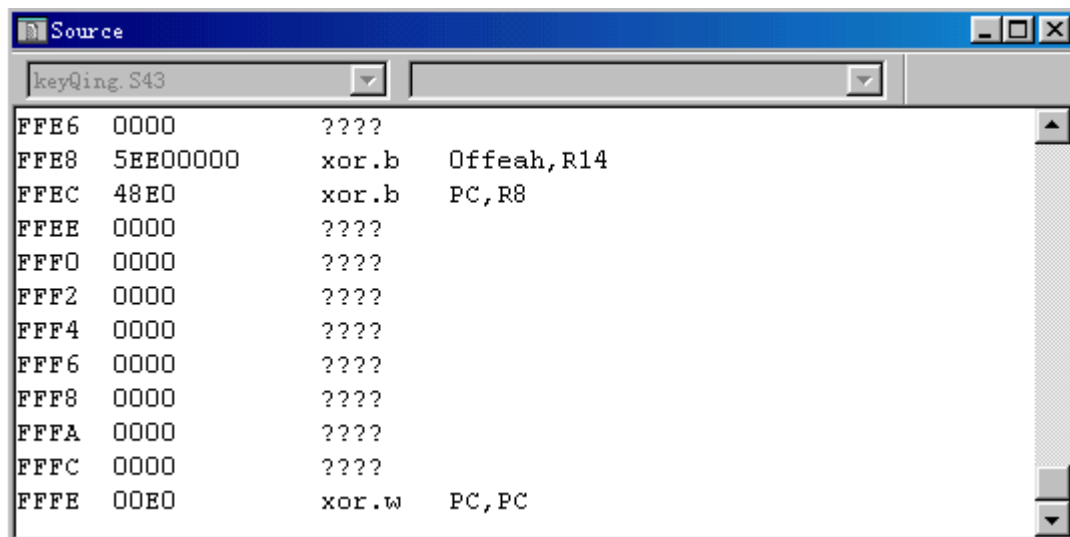 Source
keyQing.S43
FFE6 0000 ????
FFE8 5EE00000 xor.b 0ffeah,R14
FFEC 48E0 xor.b PC,R8
FFEE 0000 ????
FFF0 0000 ????
FFF2 0000 ????
FFF4 0000 ????
FFF6 0000 ????
FFF8 0000 ????
FFFA 0000 ????
FFFC 0000 ????
FFFE 00E0 xor.w PC,PC